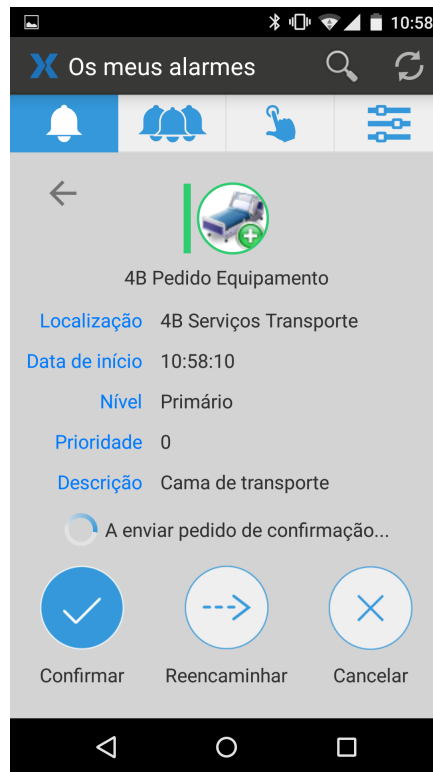 10:58
Os meus alarmes
4B Pedido Equipamento
Localização 4B Serviços Transporte
Data de início 10:58:10
Nível Primário
Prioridade 0
Descrição Cama de transporte
A enviar pedido de confirmação...
Confirmar Reencaminhar Cancelar